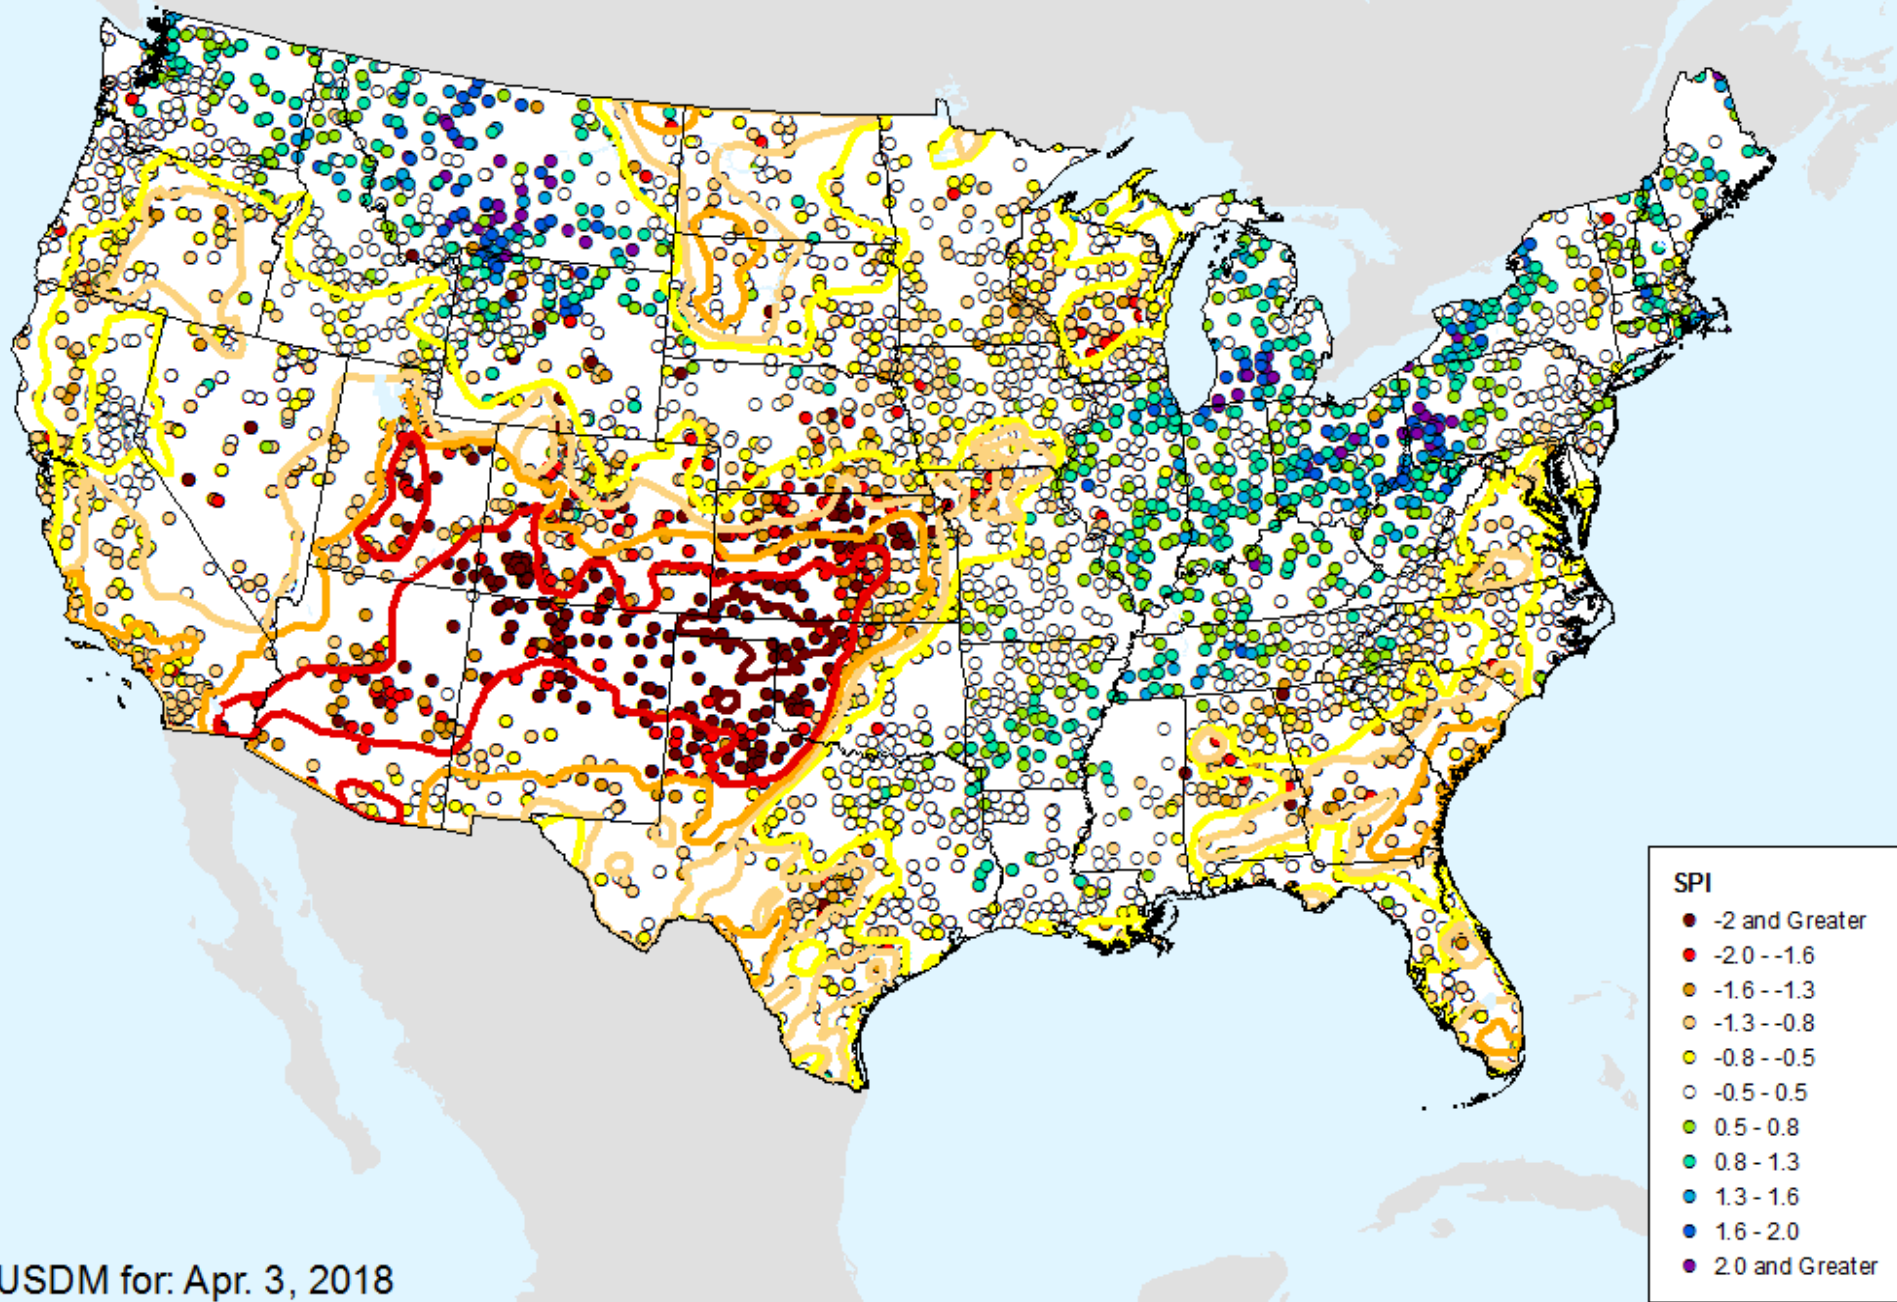 SPI
-2 and Greater
-2.0 - -1.6
-1.6 - -1.3
-1.3 - -0.8
-0.8 - -0.5
-0.5 - 0.5
0.5 - 0.8
0.8 - 1.3
1.3 - 1.6
1.6 - 2.0
2.0 and Greater
USDM for: Apr. 3, 2018